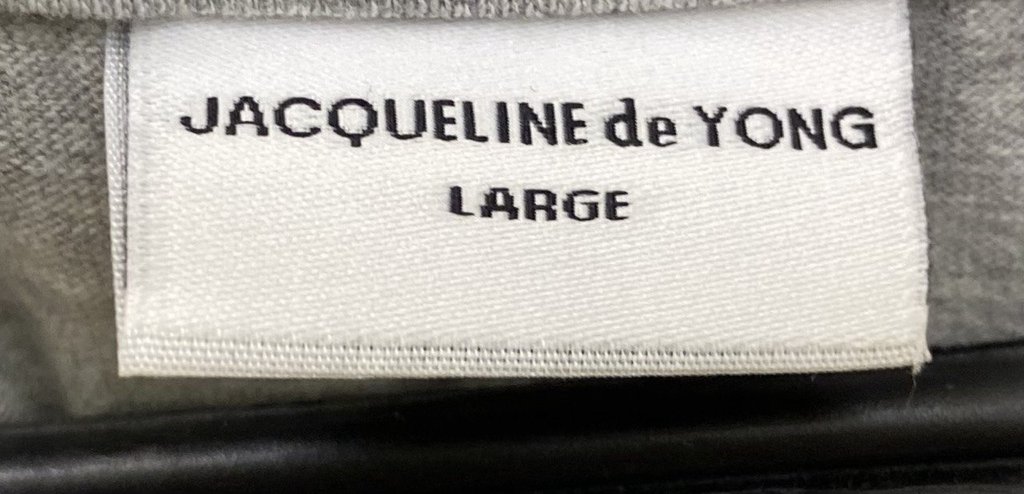 JACQUELINE de YONG
LARGE